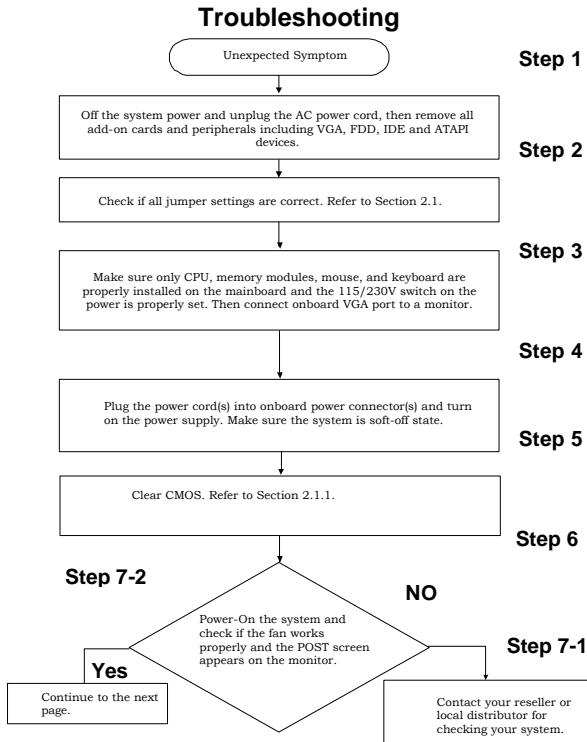 Troubleshooting
Unexpected Symptom
Step 1
Off the system power and unplug the AC power cord, then remove all
add-on cards and peripherals including VGA, FDD, IDE and ATAPI
devices.
Step 2
Check if all jumper settings are correct. Refer to Section 2.1.
Step 3
Make sure only CPU, memory modules, mouse, and keyboard are
properly installed on the mainboard and the 115/230V switch on the
power is properly set. Then connect onboard VGA port to a monitor.
Step 4
Plug the power cord(s) into onboard power connector(s) and turn
on the power supply. Make sure the system is soft-off state.
Step 5
Clear CMOS. Refer to Section 2.1.1.
Step 6
Step 7-2
NO
Power-On the system and
check if the fan works
properly and the POST screen
appears on the monitor.
Step 7-1
Yes
Continue to the next
page.
Contact your reseller or
local distributor for
checking your system.